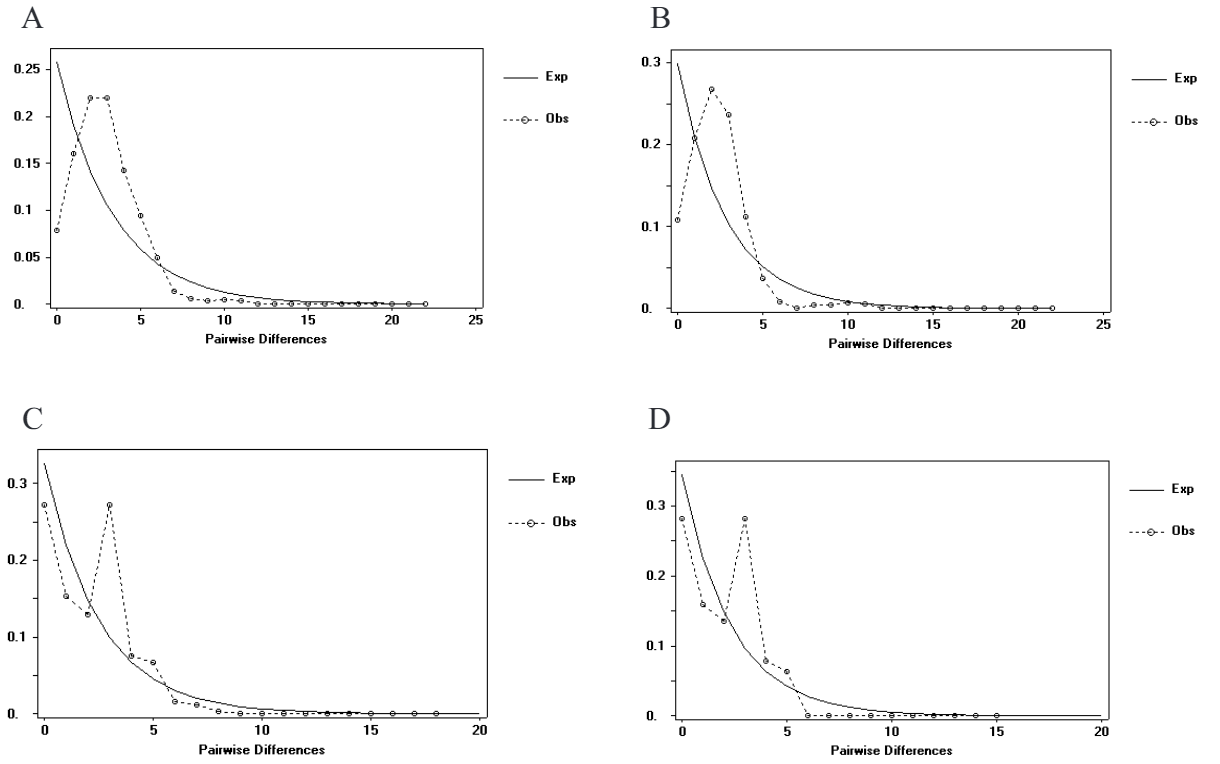 A
0.25
0.2
0.15
0.1
0.05
0.
0 5 10 15 20 25
Pairwise Differences
Exp
Obs
B
0.3
0.2
0.1
0.
0 5 10 15 20 25
Pairwise Differences
Exp
Obs
C
0.3
0.2
0.1
0.
0 5 10 15 20
Pairwise Differences
Exp
Obs
D
0.3
0.2
0.1
0.
0 5 10 15 20
Pairwise Differences
Exp
Obs